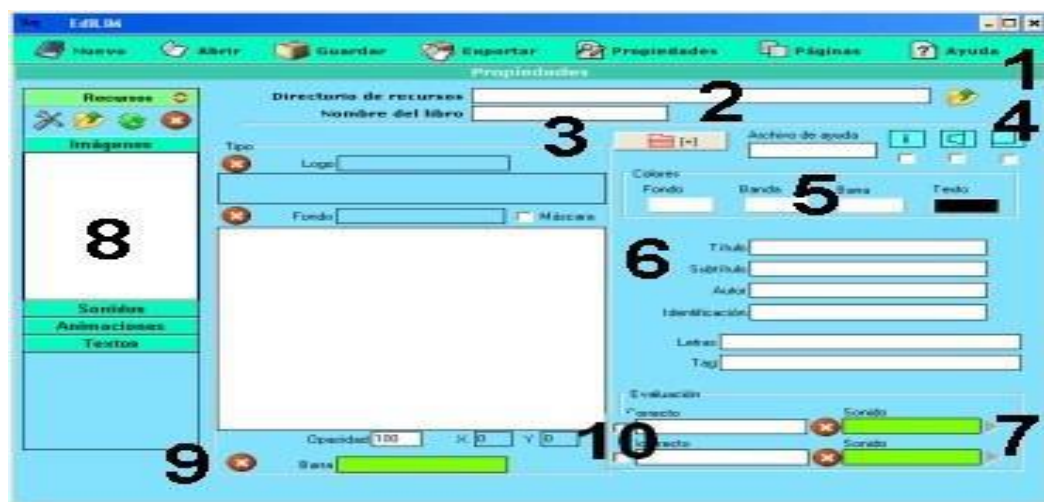 EdiLIM
Nuevo Abrir Guardar Exportar Propiedades Páginas Ayuda
1
Propiedades
Recursos
Directorio de recursos
2
Nombre del libro
3
4
Imágenes
Tipo
[-]
Archivo de ayuda
i
Logo
Colores
Fondo Banda Barra Texto
5
Fondo Máscara
8
6
Título
Subtítulo
Autor
Identificación
Sonidos
Animaciones
Textos
Letras
Tag
Evaluación
Correcto Sonido
7
Opacidad 100 X 0 Y 0
10
Incorrecto Sonido
9
Barra